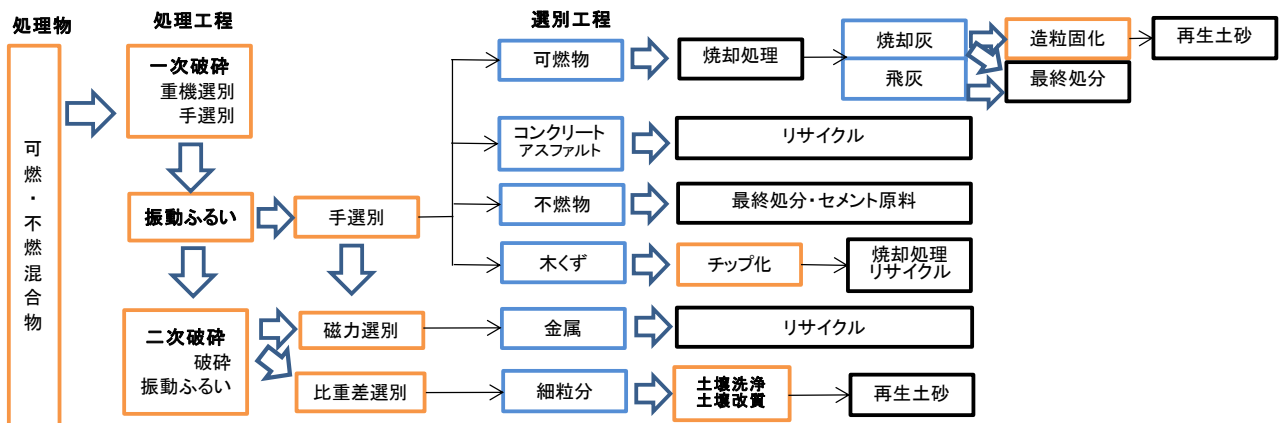 処理物
処理工程
選別工程
可燃・不燃混合物
一次破砕
重機選別
手選別
振動ふるい
手選別
二次破砕
破砕
振動ふるい
磁力選別
比重差選別
可燃物
焼却処理
焼却灰
飛灰
造粒固化
再生土砂
最終処分
コンクリート
アスファルト
リサイクル
不燃物
最終処分・セメント原料
木くず
チップ化
焼却処理
リサイクル
金属
リサイクル
細粒分
土壌洗浄
土壌改質
再生土砂